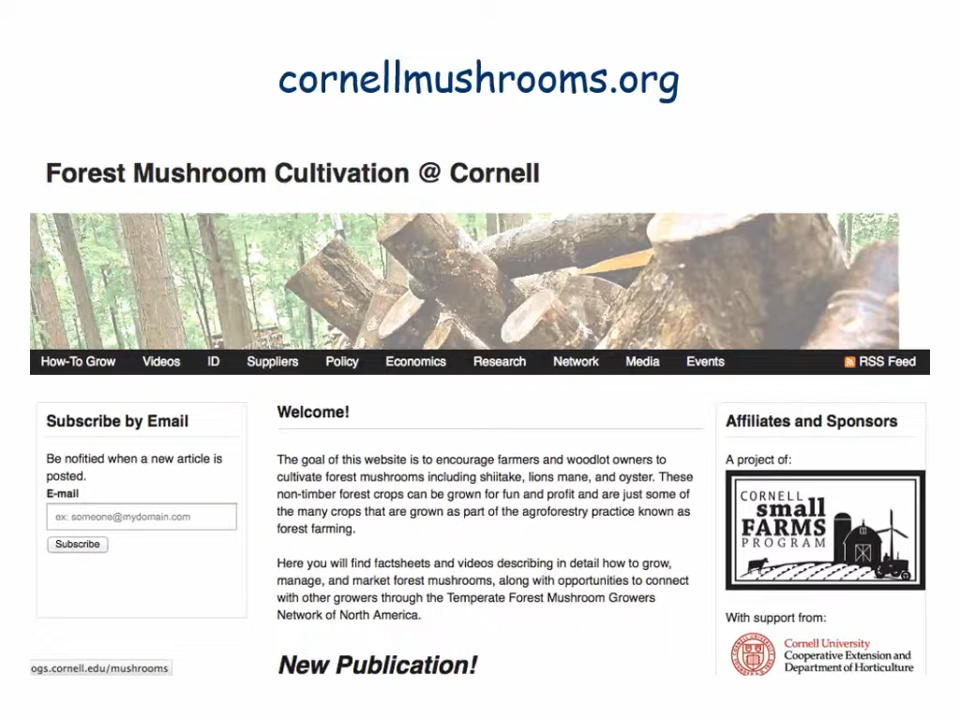 cornellmushrooms.org
Forest Mushroom Cultivation @ Cornell
How-To Grow Videos ID Suppliers Policy Economics Research Network Media Events RSS Feed
Subscribe by Email
Be nofitied when a new article is
posted.
E-mail
ex: someone@mydomain.com
Subscribe
Welcome!
The goal of this website is to encourage farmers and woodlot owners to
cultivate forest mushrooms including shiitake, lions mane, and oyster. These
non-timber forest crops can be grown for fun and profit and are just some of
the many crops that are grown as part of the agroforestry practice known as
forest farming.
Here you will find factsheets and videos describing in detail how to grow,
manage, and market forest mushrooms, along with opportunities to connect
with other growers through the Temperate Forest Mushroom Growers
Network of North America.
New Publication!
Affiliates and Sponsors
A project of:
CORNELL
small
FARMS
PROGRAM
With support from:
Cornell University
Cooperative Extension and
Department of Horticulture
ogs.cornell.edu/mushrooms